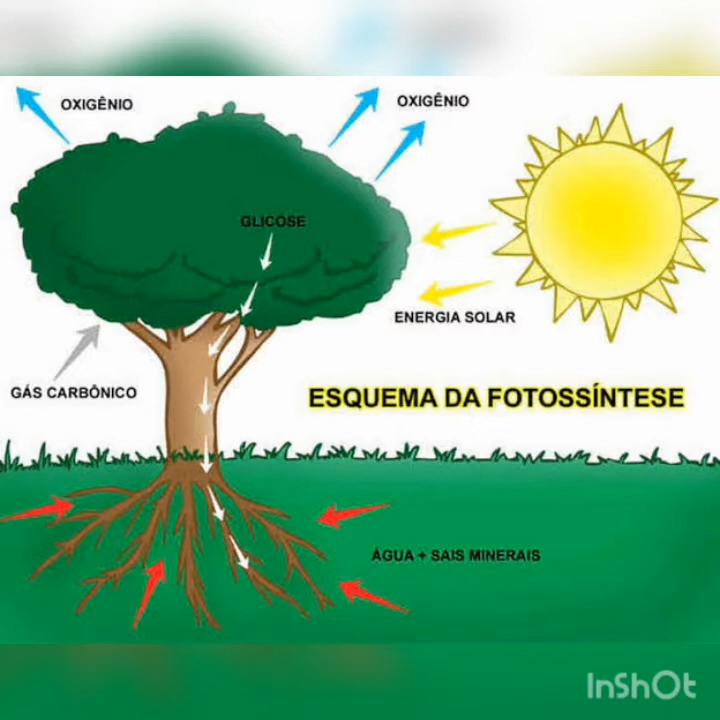 OXIGÊNIO
OXIGÊNIO
GLICOSE
ENERGIA SOLAR
GÁS CARBÔNICO
ESQUEMA DA FOTOSSÍNTESE
ÁGUA + SAIS MINERAIS
InShOt